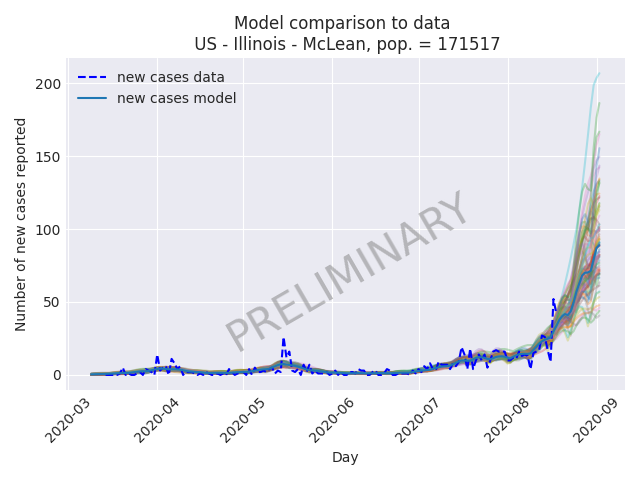 Model comparison to data
US - Illinois - McLean, pop. = 171517
new cases data
new cases model
Number of new cases reported
200
150
100
50
0
PRELIMINARY
2020-03
2020-04
2020-05
2020-06
2020-07
2020-08
2020-09
Day